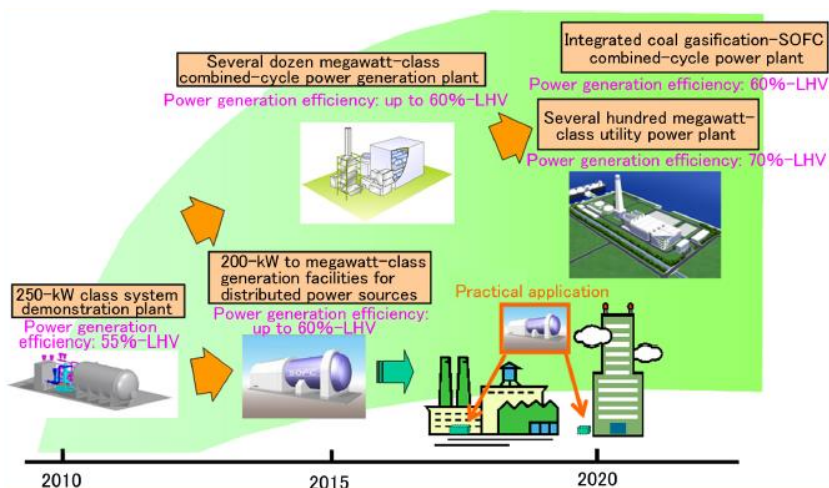 Several dozen megawatt-class
combined-cycle power generation plant
Power generation efficiency: up to 60%-LHV
Integrated coal gasification-SOFC
combined-cycle power plant
Power generation efficiency: 60%-LHV
Several hundred megawatt-
class utility power plant
Power generation efficiency: 70%-LHV
250-kW class system
demonstration plant
Power generation
efficiency: 55%-LHV
200-kW to megawatt-class
generation facilities for
distributed power sources
Power generation efficiency:
up to 60%-LHV
SOFC
Practical application
2010
2015
2020